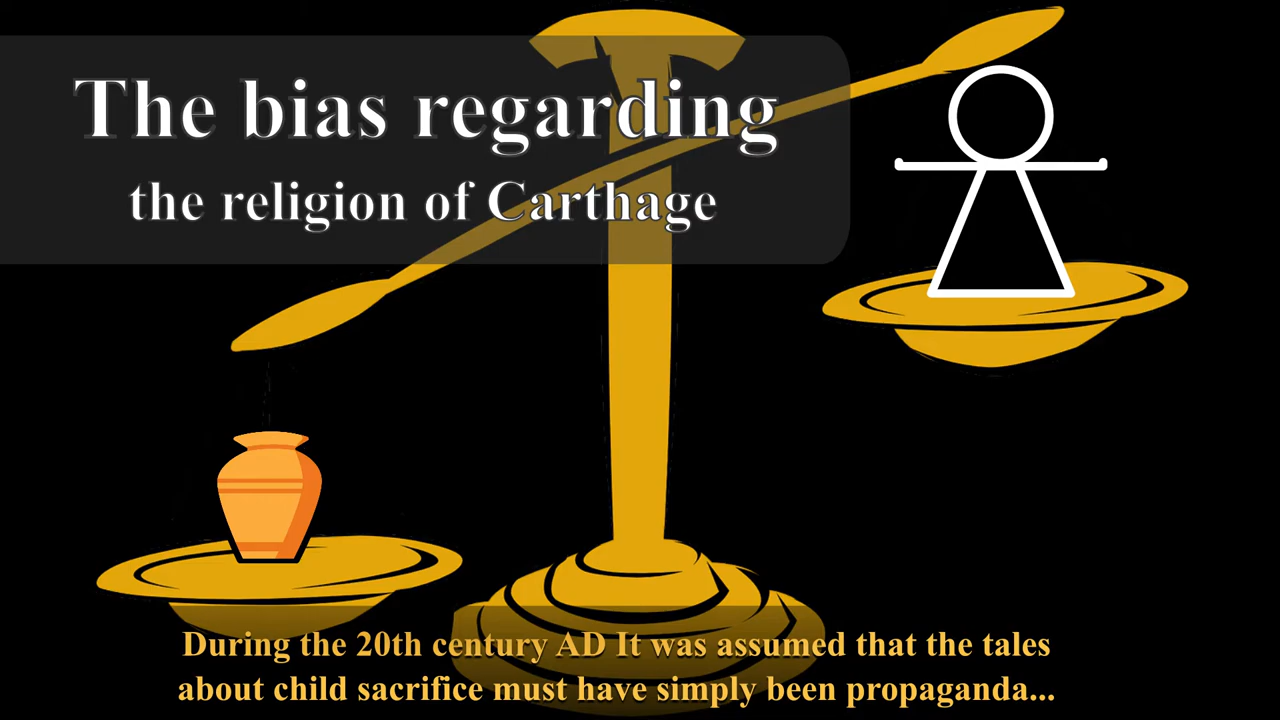 The bias regarding
the religion of Carthage
During the 20th century AD It was assumed that the tales
about child sacrifice must have simply been propaganda...